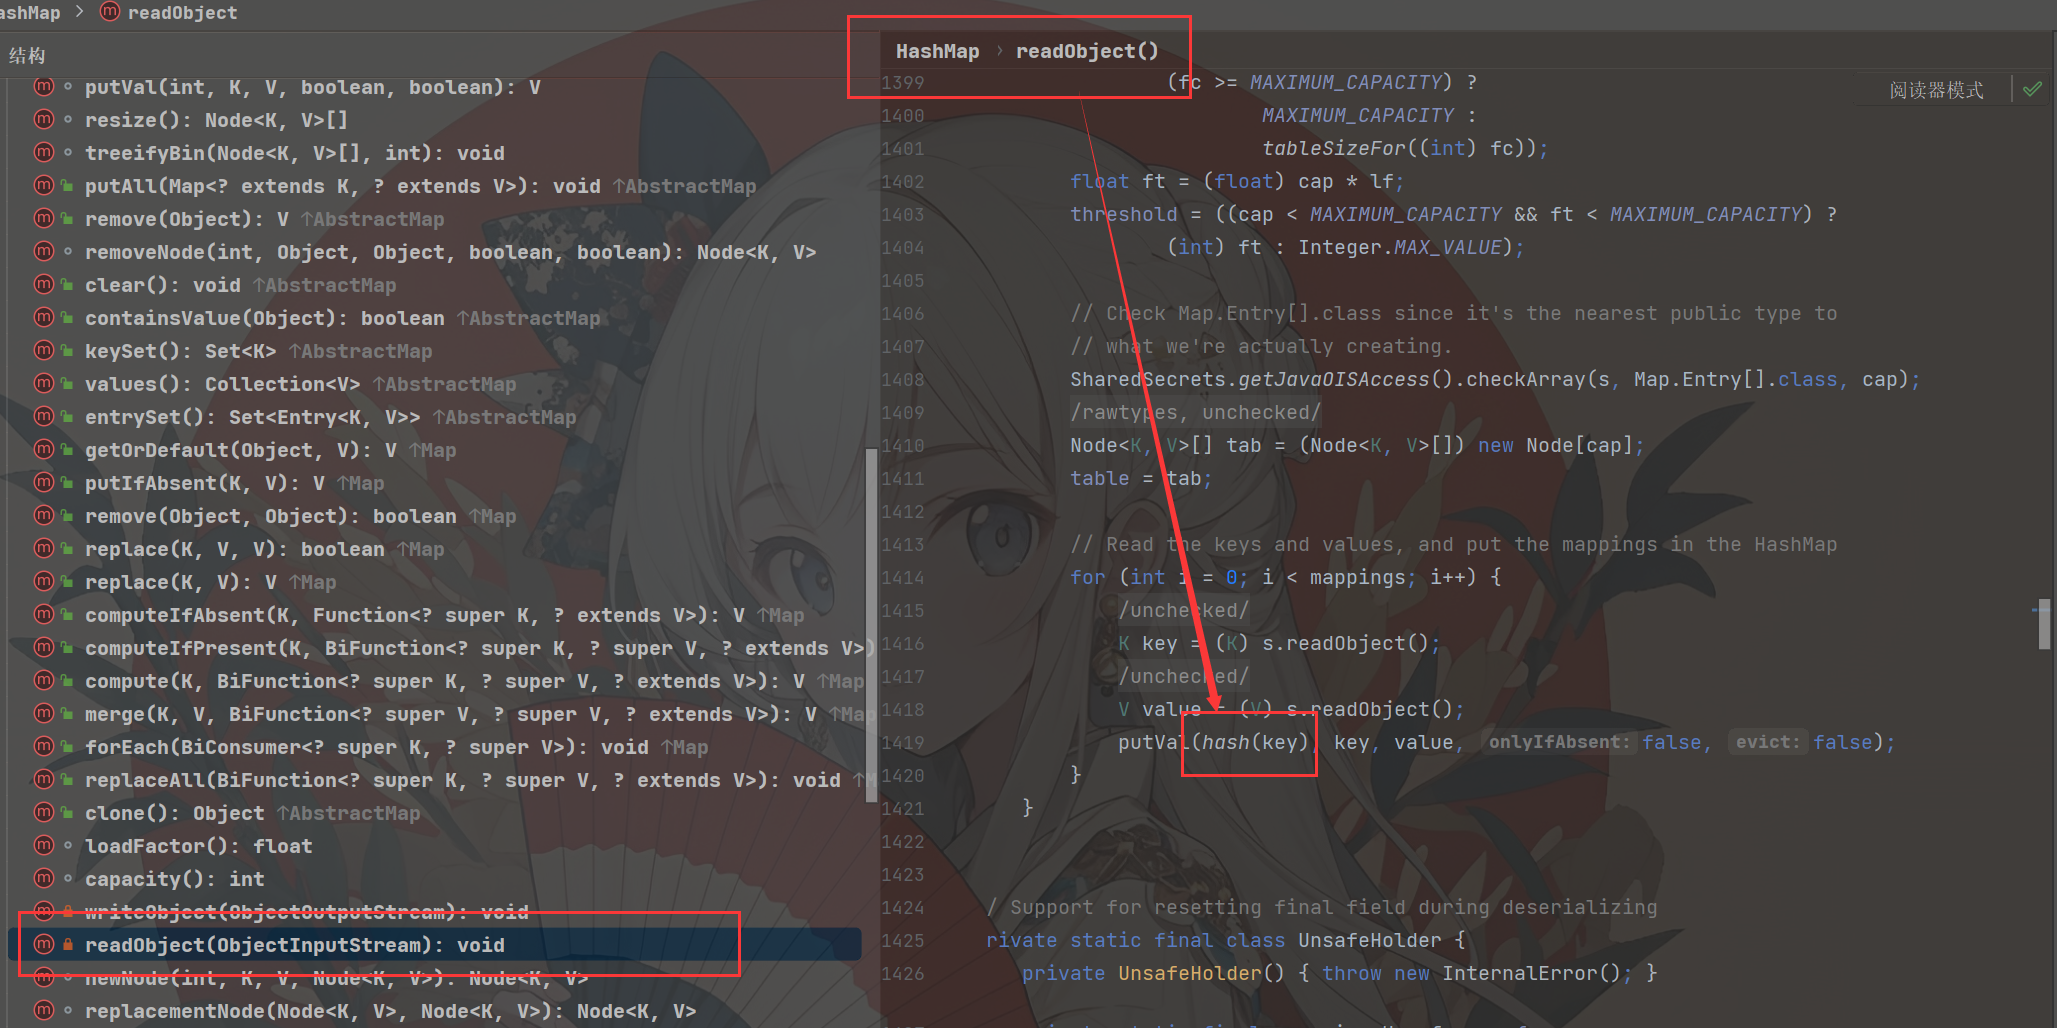 ashMap > m readObject
结构
m putVal(int, K, V, boolean, boolean): V
m resize(): Node<K, V>[]
m treeifyBin(Node<K, V>[], int): void
m putAll(Map<? extends K, ? extends V>): void ↑AbstractMap
m remove(Object): V ↑AbstractMap
m removeNode(int, Object, Object, boolean, boolean): Node<K, V>
m clear(): void ↑AbstractMap
m containsValue(Object): boolean ↑AbstractMap
m keySet(): Set<K> ↑AbstractMap
m values(): Collection<V> ↑AbstractMap
m entrySet(): Set<Entry<K, V>> ↑AbstractMap
m getOrDefault(Object, V): V ↑Map
m putIfAbsent(K, V): V ↑Map
m remove(Object, Object): boolean ↑Map
m replace(K, V, V): boolean ↑Map
m replace(K, V): V ↑Map
m computeIfAbsent(K, Function<? super K, ? extends V>): V ↑Map
m computeIfPresent(K, BiFunction<? super K, ? super V, ? extends V>)
m compute(K, BiFunction<? super K, ? super V, ? extends V>): V ↑Map
m merge(K, V, BiFunction<? super V, ? super V, ? extends V>): V ↑Map
m forEach(BiConsumer<? super K, ? super V>): void ↑Map
m replaceAll(BiFunction<? super K, ? super V, ? extends V>): void ↑M
m clone(): Object ↑AbstractMap
m loadFactor(): float
m capacity(): int
m writeObject(ObjectOutputStream): void
m readObject(ObjectInputStream): void
m newNode(int, K, V, Node<K, V>): Node<K, V>
m replacementNode(Node<K, V>, Node<K, V>): Node<K, V>
HashMap > readObject()
阅读器模式
1399 (fc >= MAXIMUM_CAPACITY) ?
1400 MAXIMUM_CAPACITY :
1401 tableSizeFor((int) fc));
1402 float ft = (float) cap * lf;
1403 threshold = ((cap < MAXIMUM_CAPACITY && ft < MAXIMUM_CAPACITY) ?
1404 (int) ft : Integer.MAX_VALUE);
1405
1406 // Check Map.Entry[].class since it's the nearest public type to
1407 // what we're actually creating.
1408 SharedSecrets.getJavaOISAccess().checkArray(s, Map.Entry[].class, cap);
1409 /rawtypes, unchecked/
1410 Node<K, V>[] tab = (Node<K, V>[]) new Node[cap];
1411 table = tab;
1412
1413 // Read the keys and values, and put the mappings in the HashMap
1414 for (int i = 0; i < mappings; i++) {
1415 /unchecked/
1416 K key = (K) s.readObject();
1417 /unchecked/
1418 V value = (V) s.readObject();
1419 putVal(hash(key), key, value, onlyIfAbsent: false, evict: false);
1420 }
1421 }
1422
1423
1424 / Support for resetting final field during deserializing
1425 rivate static final class UnsafeHolder {
1426 private UnsafeHolder() { throw new InternalError(); }